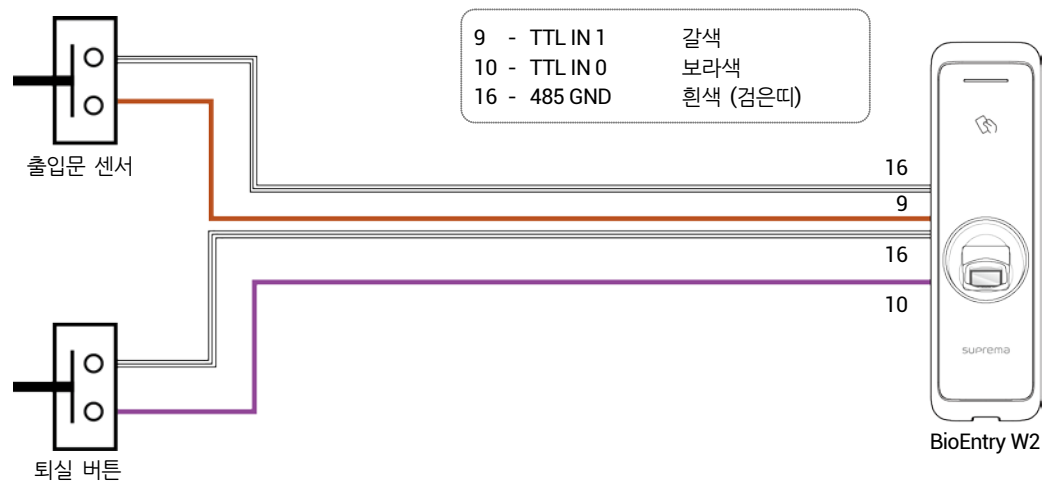 9 - TTL IN 1 갈색
10 - TTL IN 0 보라색
16 - 485 GND 흰색 (검은띠)
출입문 센서
16
9
16
10
suprema
BioEntry W2
퇴실 버튼